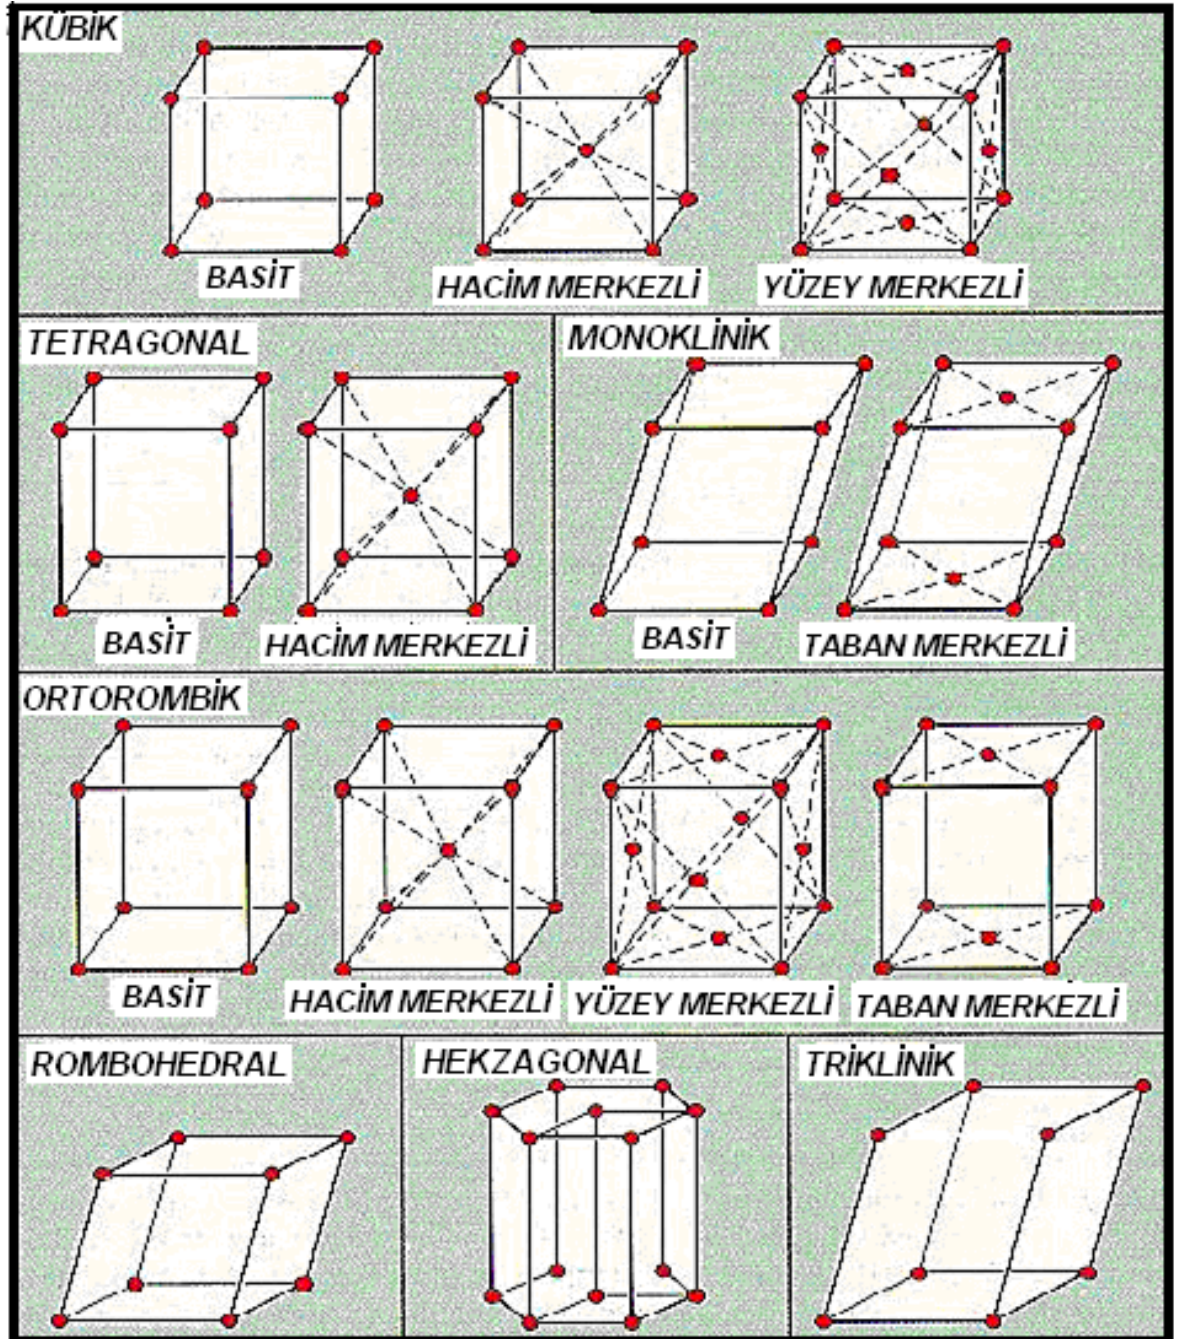 KÜBİK
BASİT
HACİM MERKEZLİ
YÜZEY MERKEZLİ
TETRAGONAL
MONOKLİNİK
BASİT
HACİM MERKEZLİ
BASİT
TABAN MERKEZLİ
ORTOROMBİK
BASİT
HACİM MERKEZLİ
YÜZEY MERKEZLİ
TABAN MERKEZLİ
ROMBOHEDRAL
HEKZAGONAL
TRİKLİNİK